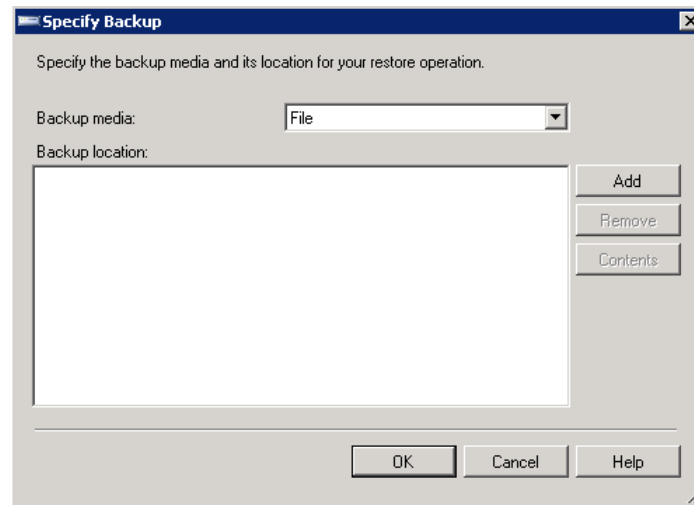 Specify Backup
Specify the backup media and its location for your restore operation.
Backup media:
File
Backup location:
Add
Remove
Contents
OK
Cancel
Help